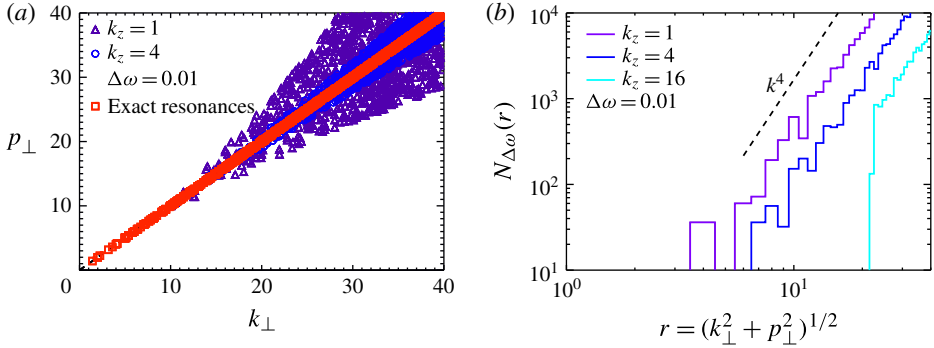 (a)
40
k_z = 1
k_z = 4
Δω = 0.01
Exact resonances
30
p_⊥
20
10
0
10
20
30
40
k_⊥
(b)
10^4
k_z = 1
k_z = 4
k_z = 16
Δω = 0.01
k^4
10^3
N_Δω(r)
10^2
10^1
10^0
10^1
r = (k_⊥^2 + p_⊥^2)^{1/2}